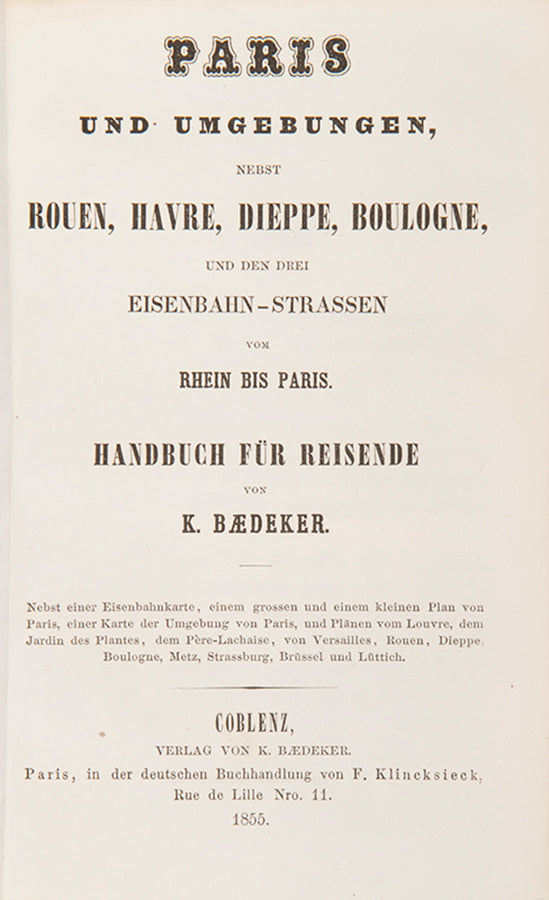 PARIS
UND UMGEBUNGEN,
NEBST
ROUEN, HAVRE, DIEPPE, BOULOGNE,
UND DEN DREI
EISENBAHN-STRASSEN
VOM
RHEIN BIS PARIS.
HANDBUCH FÜR REISENDE
VON
K. BÆDEKER.
Nebst einer Eisenbahnkarte, einem grossen und einem kleinen Plan von
Paris, einer Karte der Umgebung von Paris, und Plänen vom Louvre, dem
Jardin des Plantes, dem Père-Lachaise, von Versailles, Rouen, Dieppe,
Boulogne, Metz, Strassburg, Brüssel und Lüttich.
COBLENZ,
VERLAG VON K. BÆDEKER.
Paris, in der deutschen Buchhandlung von F. Klincksieck,
Rue de Lille Nro. 11.
1855.